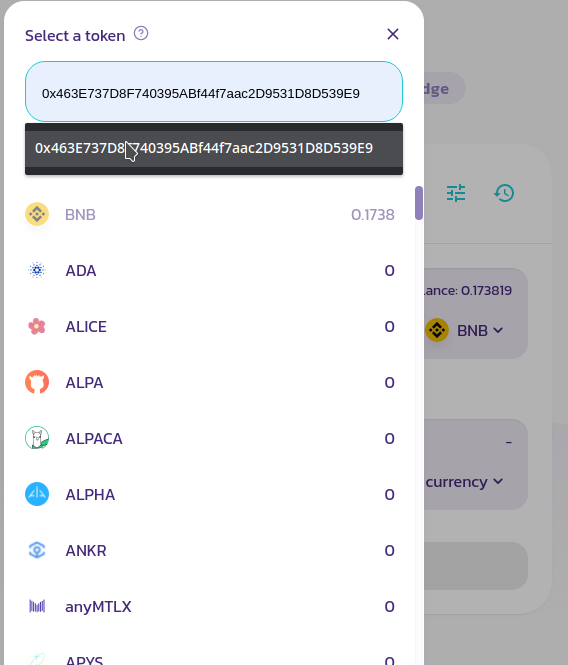 Select a token ?
0x463E737D8F740395ABf44f7aac2D9531D8D539E9
0x463E737D8F740395ABf44f7aac2D9531D8D539E9
dge
BNB 0.1738
ADA 0
ance: 0.173819
ALICE 0
BNB
ALPA 0
ALPACA 0
-
currency
ALPHA 0
ANKR 0
anyMTLX 0
APYS 0